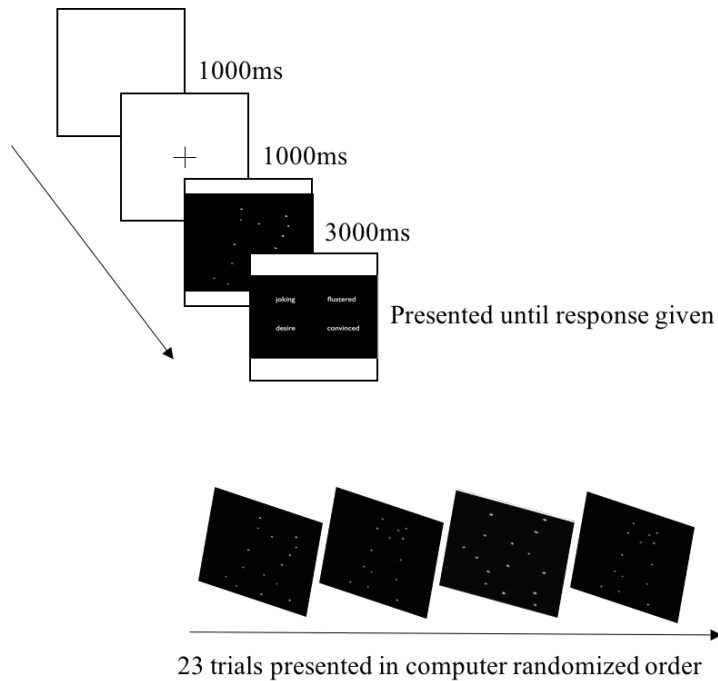 1000ms
1000ms
3000ms
joking flustered
desire convinced
Presented until response given
23 trials presented in computer randomized order